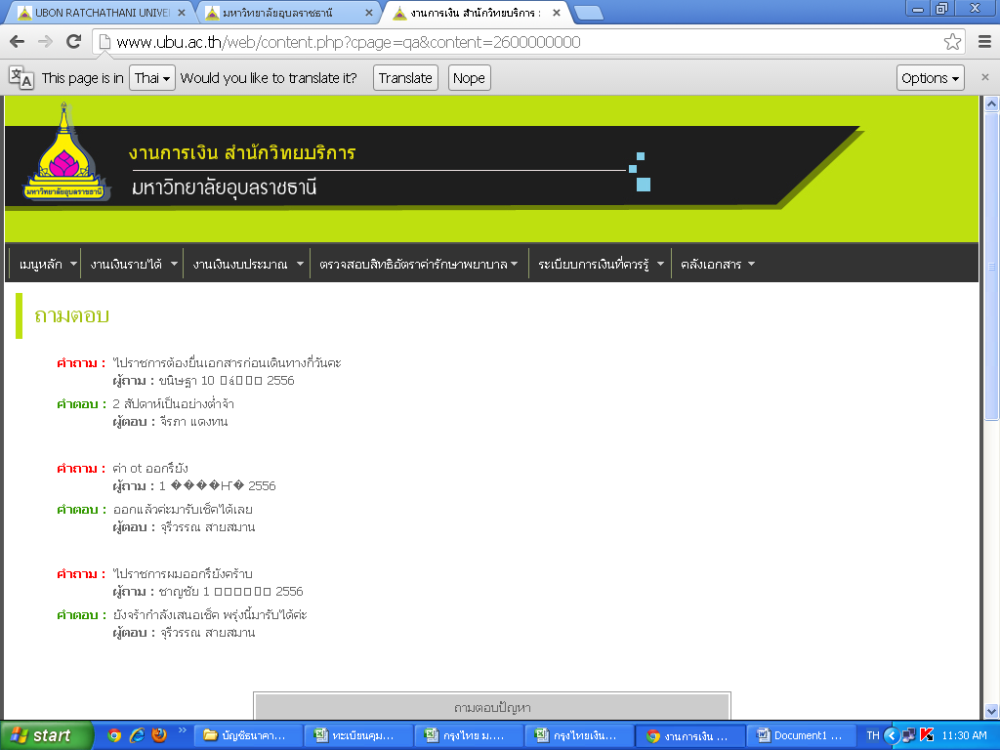 UBON RATCHATHANI UNIVE
มหาวิทยาลัยอุบลราชธานี
งานการเงิน สำนักวิทยบริการ :
www.ubu.ac.th/web/content.php?cpage=qa&content=2600000000
This page is in Thai Would you like to translate it? Translate Nope Options
งานการเงิน สำนักวิทยบริการ
มหาวิทยาลัยอุบลราชธานี
มหาวิทยาลัยอุบลราชธานี
เมนูหลัก งานเงินรายได้ งานเงินงบประมาณ ตรวจสอบสิทธิอัตราค่ารักษาพยาบาล ระเบียบการเงินที่ควรรู้ คลังเอกสาร
ถามตอบ
คำถาม : ไปราชการต้องยื่นเอกสารก่อนเดินทางกี่วันคะ
ผู้ถาม : ขนิษฐา 10 2556
คำตอบ : 2 สัปดาห์เป็นอย่างต่ำจ้า
ผู้ตอบ : จีรภา แดงทน
คำถาม : ค่า ot ออกรึยัง
ผู้ถาม : 1 ����Ҥ� 2556
คำตอบ : ออกแล้วค่ะมารับเช็คได้เลย
ผู้ตอบ : จุรีวรรณ สายสมาน
คำถาม : ไปราชการผมออกรึยังคร้าบ
ผู้ถาม : ชาญชัย 1 2556
คำตอบ : ยังจร้ากำลังเสนอเช็ค พรุ่งนี้มารับได้ค่ะ
ผู้ตอบ : จุรีวรรณ สายสมาน
ถามตอบปัญหา
start บัญชีธนาคา... ทะเบียนคุม... กรุงไทย ม.... กรุงไทยเงิน... งานการเงิน ... Document1 ... TH 11:30 AM